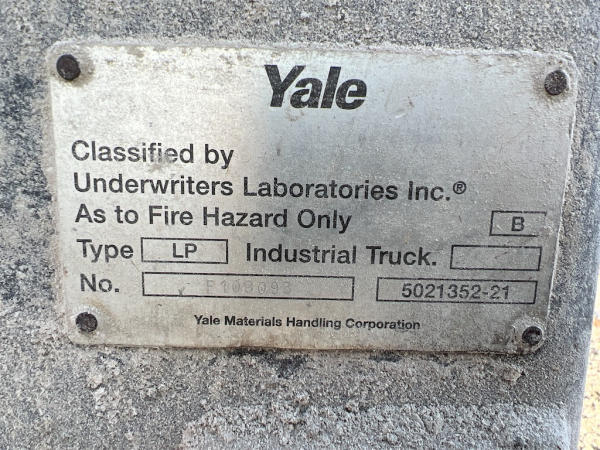 Yale
Classified by
Underwriters Laboratories Inc.®
As to Fire Hazard Only B
Type LP Industrial Truck.
No. 5021352-21
Yale Materials Handling Corporation